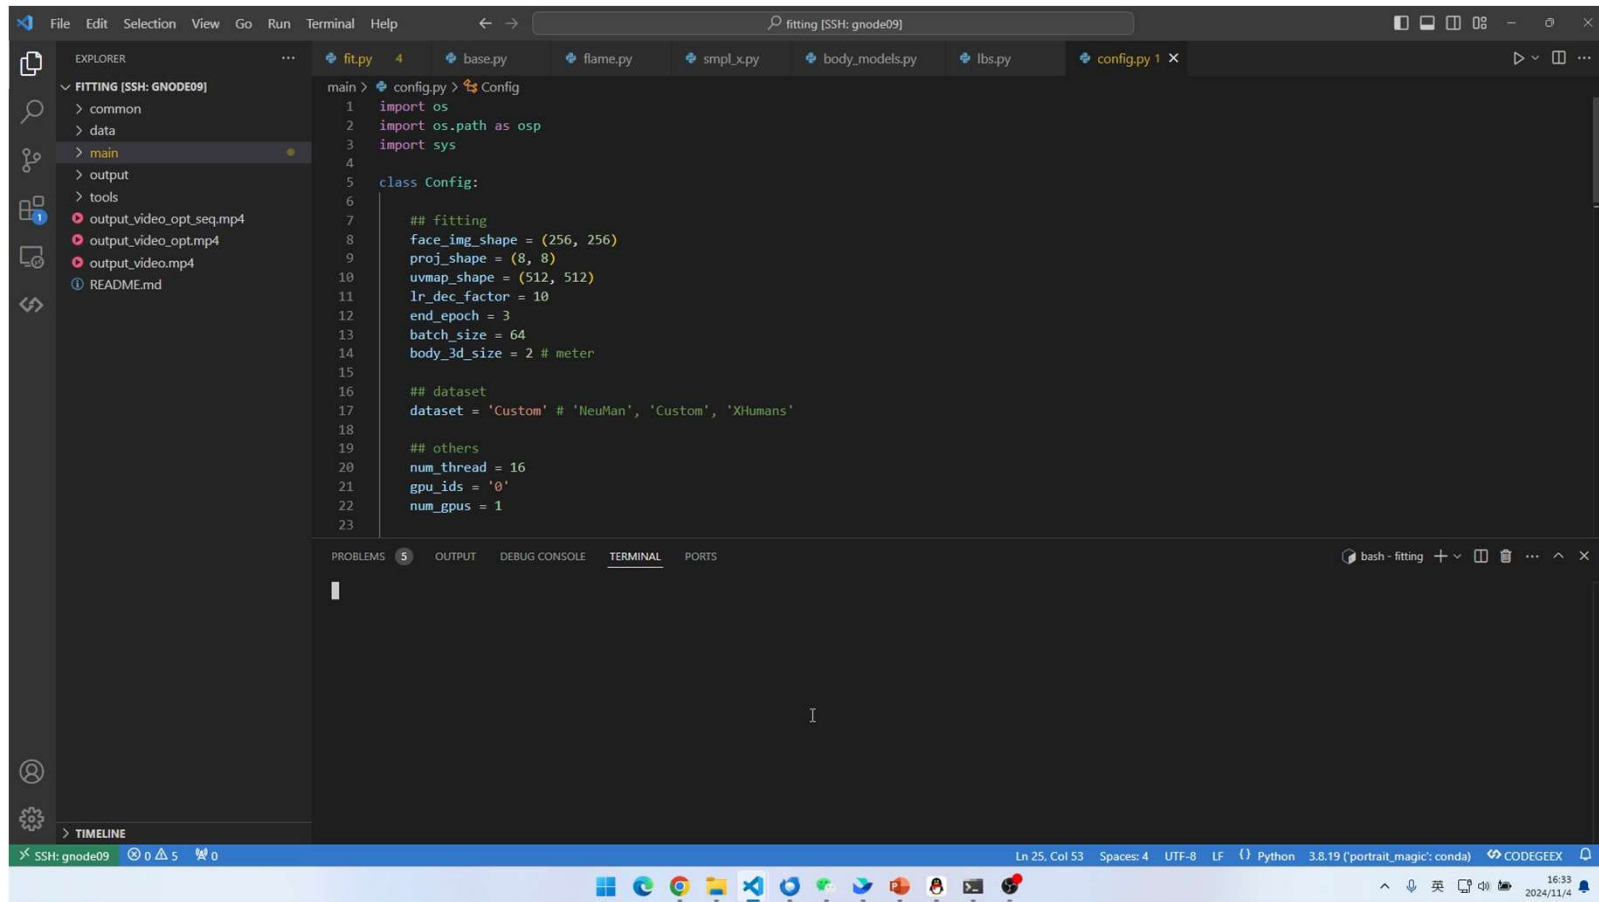 File Edit Selection View Go Run Terminal Help fitting [SSH: gnode09]
EXPLORER
FITTING [SSH: GNODE09]
common
data
main
output
tools
output_video_opt_seq.mp4
output_video_opt.mp4
output_video.mp4
README.md
TIMELINE
1
fit.py 4 base.py flame.py smpl_x.py body_models.py lbs.py config.py 1
main > config.py > Config
1 import os
2 import os.path as osp
3 import sys
4
5 class Config:
6
7 ## fitting
8 face_img_shape = (256, 256)
9 proj_shape = (8, 8)
10 uvmap_shape = (512, 512)
11 lr_dec_factor = 10
12 end_epoch = 3
13 batch_size = 64
14 body_3d_size = 2 # meter
15
16 ## dataset
17 dataset = 'Custom' # 'NeuMan', 'Custom', 'XHumans'
18
19 ## others
20 num_thread = 16
21 gpu_ids = '0'
22 num_gpus = 1
23
PROBLEMS 5 OUTPUT DEBUG CONSOLE TERMINAL PORTS bash - fitting
SSH: gnode09 0 5 0 Ln 25, Col 53 Spaces: 4 UTF-8 LF Python 3.8.19 ('portrait_magic': conda) CODEGEEX
英 16:33
2024/11/4